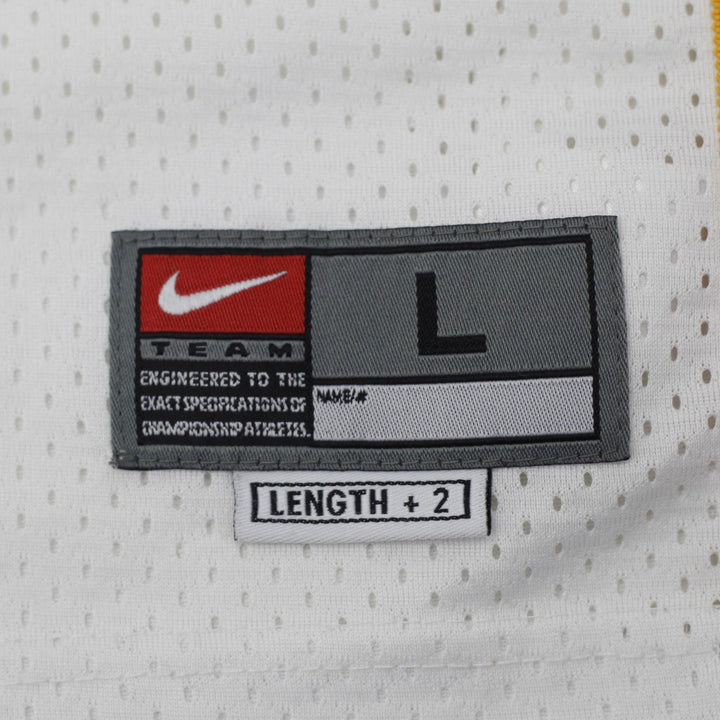 TEAM
ENGINEERED TO THE
EXACT SPECIFICATIONS OF
CHAMPIONSHIP ATHLETES.
L
NAME/#
LENGTH + 2